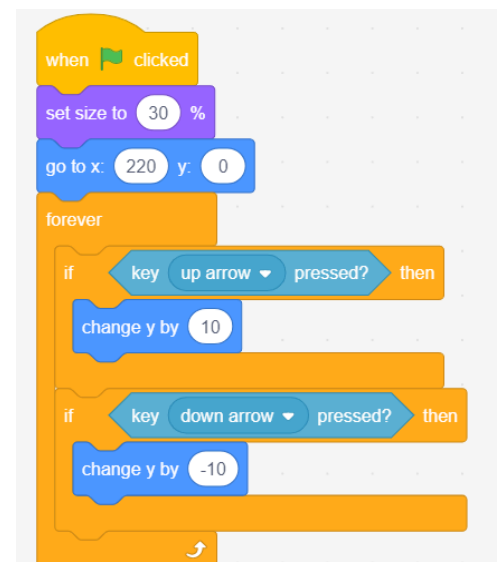 when clicked
set size to 30 %
go to x: 220 y: 0
forever
if key up arrow pressed? then
change y by 10
if key down arrow pressed? then
change y by -10